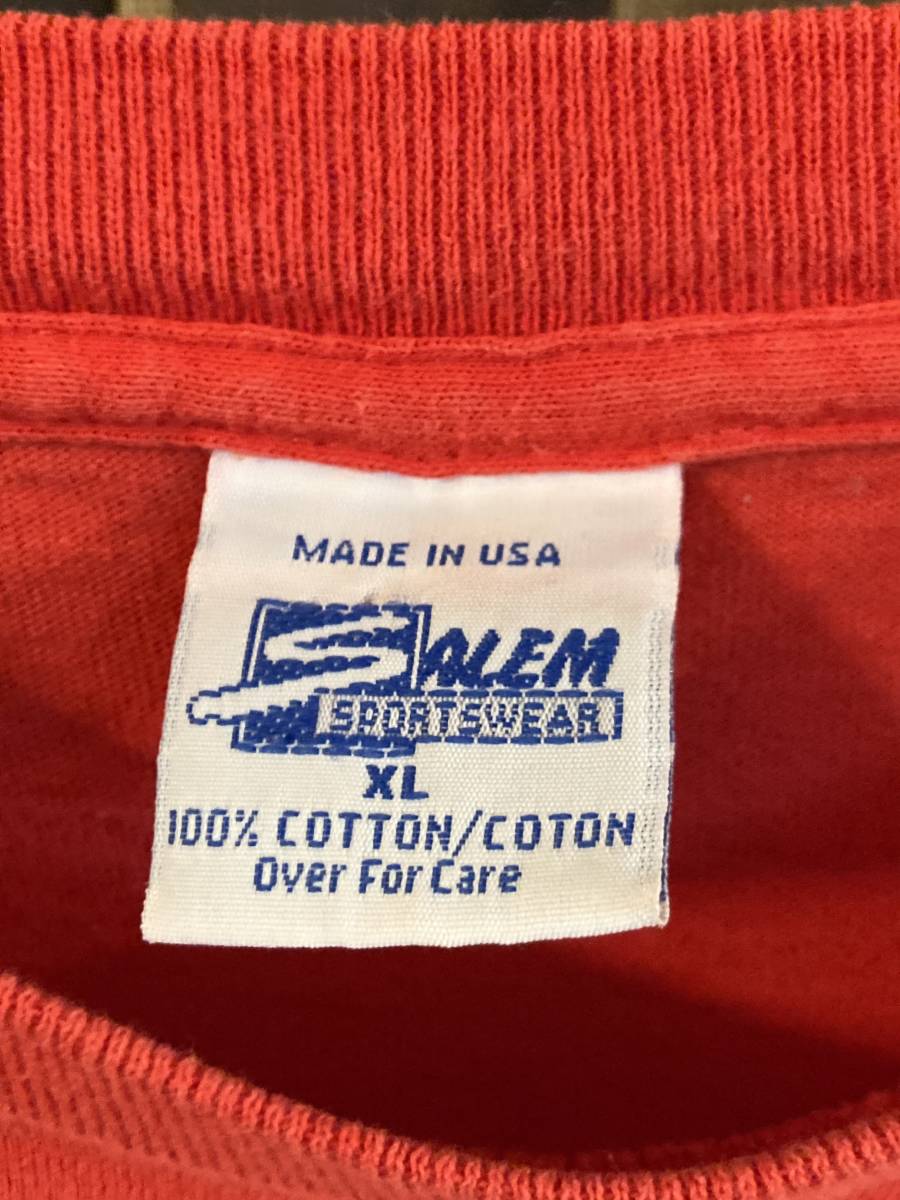 MADE IN USA
SALEM
SPORTSWEAR
XL
100% COTTON/COTON
Over For Care